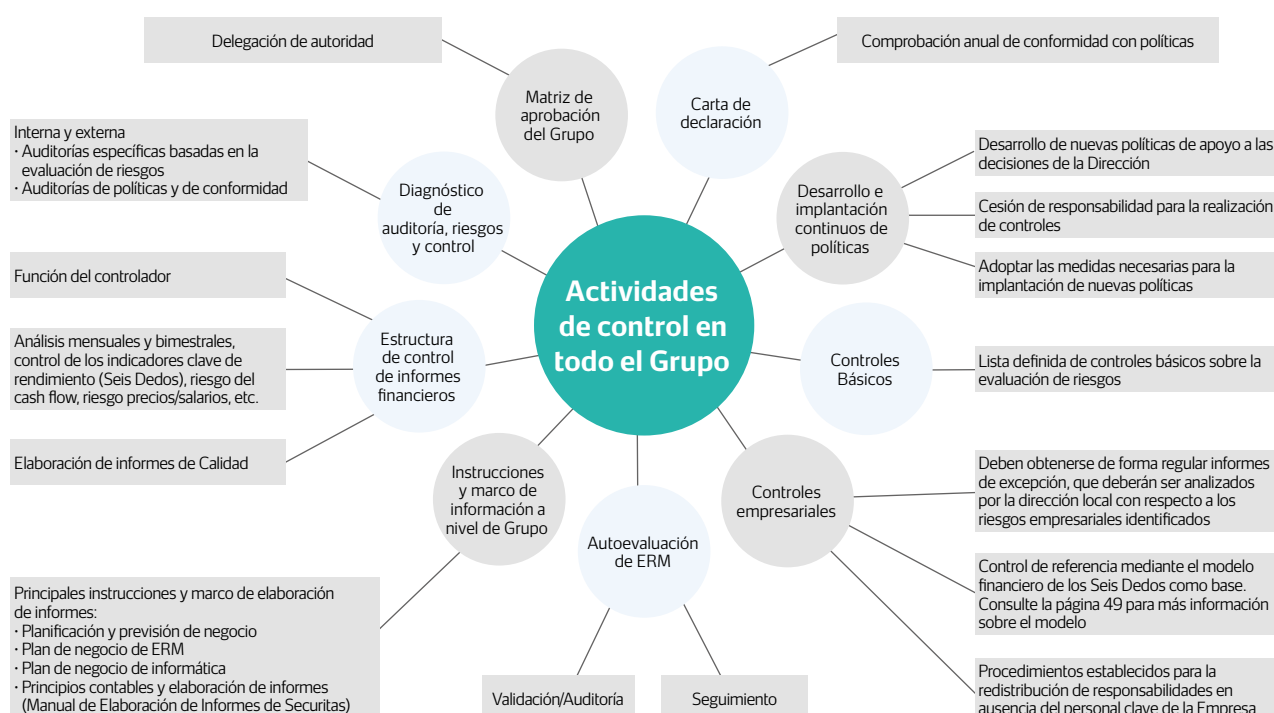 Delegación de autoridad
Comprobación anual de conformidad con políticas
Matriz de
aprobación
del Grupo
Carta de
declaración
Interna y externa
· Auditorías específicas basadas en la
evaluación de riesgos
· Auditorías de políticas y de conformidad
Diagnóstico
de
auditoría, riesgos
y control
Desarrollo e
implantación
continuos de
políticas
Desarrollo de nuevas políticas de apoyo a las
decisiones de la Dirección
Cesión de responsabilidad para la realización
de controles
Adoptar las medidas necesarias para la
implantación de nuevas políticas
Función del controlador
Análisis mensuales y bimestrales,
control de los indicadores clave de
rendimiento (Seis Dedos), riesgo del
cash flow, riesgo precios/salarios, etc.
Elaboración de informes de Calidad
Estructura
de control
de informes
financieros
Actividades
de control en
todo el Grupo
Controles
Básicos
Lista definida de controles básicos sobre la
evaluación de riesgos
Instrucciones
y marco de
información a
nivel de Grupo
Autoevaluación
de ERM
Controles
empresariales
Deben obtenerse de forma regular informes
de excepción, que deberán ser analizados
por la dirección local con respecto a los
riesgos empresariales identificados
Control de referencia mediante el modelo
financiero de los Seis Dedos como base.
Consulte la página 49 para más información
sobre el modelo
Procedimientos establecidos para la
redistribución de responsabilidades en
ausencia del personal clave de la Empresa
Principales instrucciones y marco de elaboración
de informes:
· Planificación y previsión de negocio
· Plan de negocio de ERM
· Plan de negocio de informática
· Principios contables y elaboración de informes
(Manual de Elaboración de Informes de Securitas)
Validación/Auditoría
Seguimiento